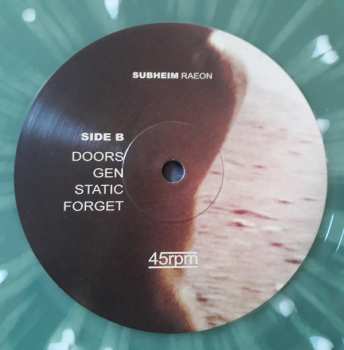 SUBHEIM RAEON
SIDE B
DOORS
GEN
STATIC
FORGET
45rpm